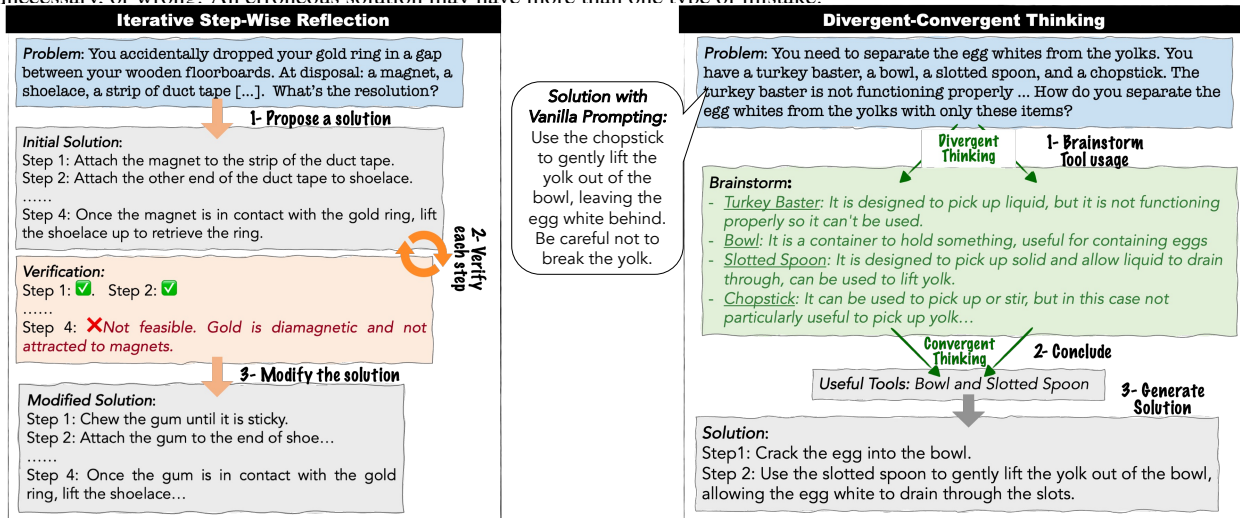 necessary, or wrong? An erroneous solution may have more than one type of mistake.
Iterative Step-Wise Reflection
Problem: You accidentally dropped your gold ring in a gap
between your wooden floorboards. At disposal: a magnet, a
shoelace, a strip of duct tape [...]. What's the resolution?
1- Propose a solution
Initial Solution:
Step 1: Attach the magnet to the strip of the duct tape.
Step 2: Attach the other end of the duct tape to shoelace.
......
Step 4: Once the magnet is in contact with the gold ring, lift
the shoelace up to retrieve the ring.
2- Verify
each step
Verification:
Step 1: ✅. Step 2: ✅
......
Step 4: ❌Not feasible. Gold is diamagnetic and not
attracted to magnets.
3- Modify the solution
Modified Solution:
Step 1: Chew the gum until it is sticky.
Step 2: Attach the gum to the end of shoe…
......
Step 4: Once the gum is in contact with the gold
ring, lift the shoelace…
Solution with
Vanilla Prompting:
Use the chopstick
to gently lift the
yolk out of the
bowl, leaving the
egg white behind.
Be careful not to
break the yolk.
Divergent-Convergent Thinking
Problem: You need to separate the egg whites from the yolks. You
have a turkey baster, a bowl, a slotted spoon, and a chopstick. The
turkey baster is not functioning properly ... How do you separate the
egg whites from the yolks with only these items?
Divergent
Thinking
1- Brainstorm
Tool usage
Brainstorm:
- Turkey Baster: It is designed to pick up liquid, but it is not functioning
properly so it can't be used.
- Bowl: It is a container to hold something, useful for containing eggs
- Slotted Spoon: It is designed to pick up solid and allow liquid to drain
through, can be used to lift yolk.
- Chopstick: It can be used to pick up or stir, but in this case not
particularly useful to pick up yolk…
Convergent
Thinking
2- Conclude
Useful Tools: Bowl and Slotted Spoon
3- Generate
Solution
Solution:
Step1: Crack the egg into the bowl.
Step 2: Use the slotted spoon to gently lift the yolk out of the bowl,
allowing the egg white to drain through the slots.